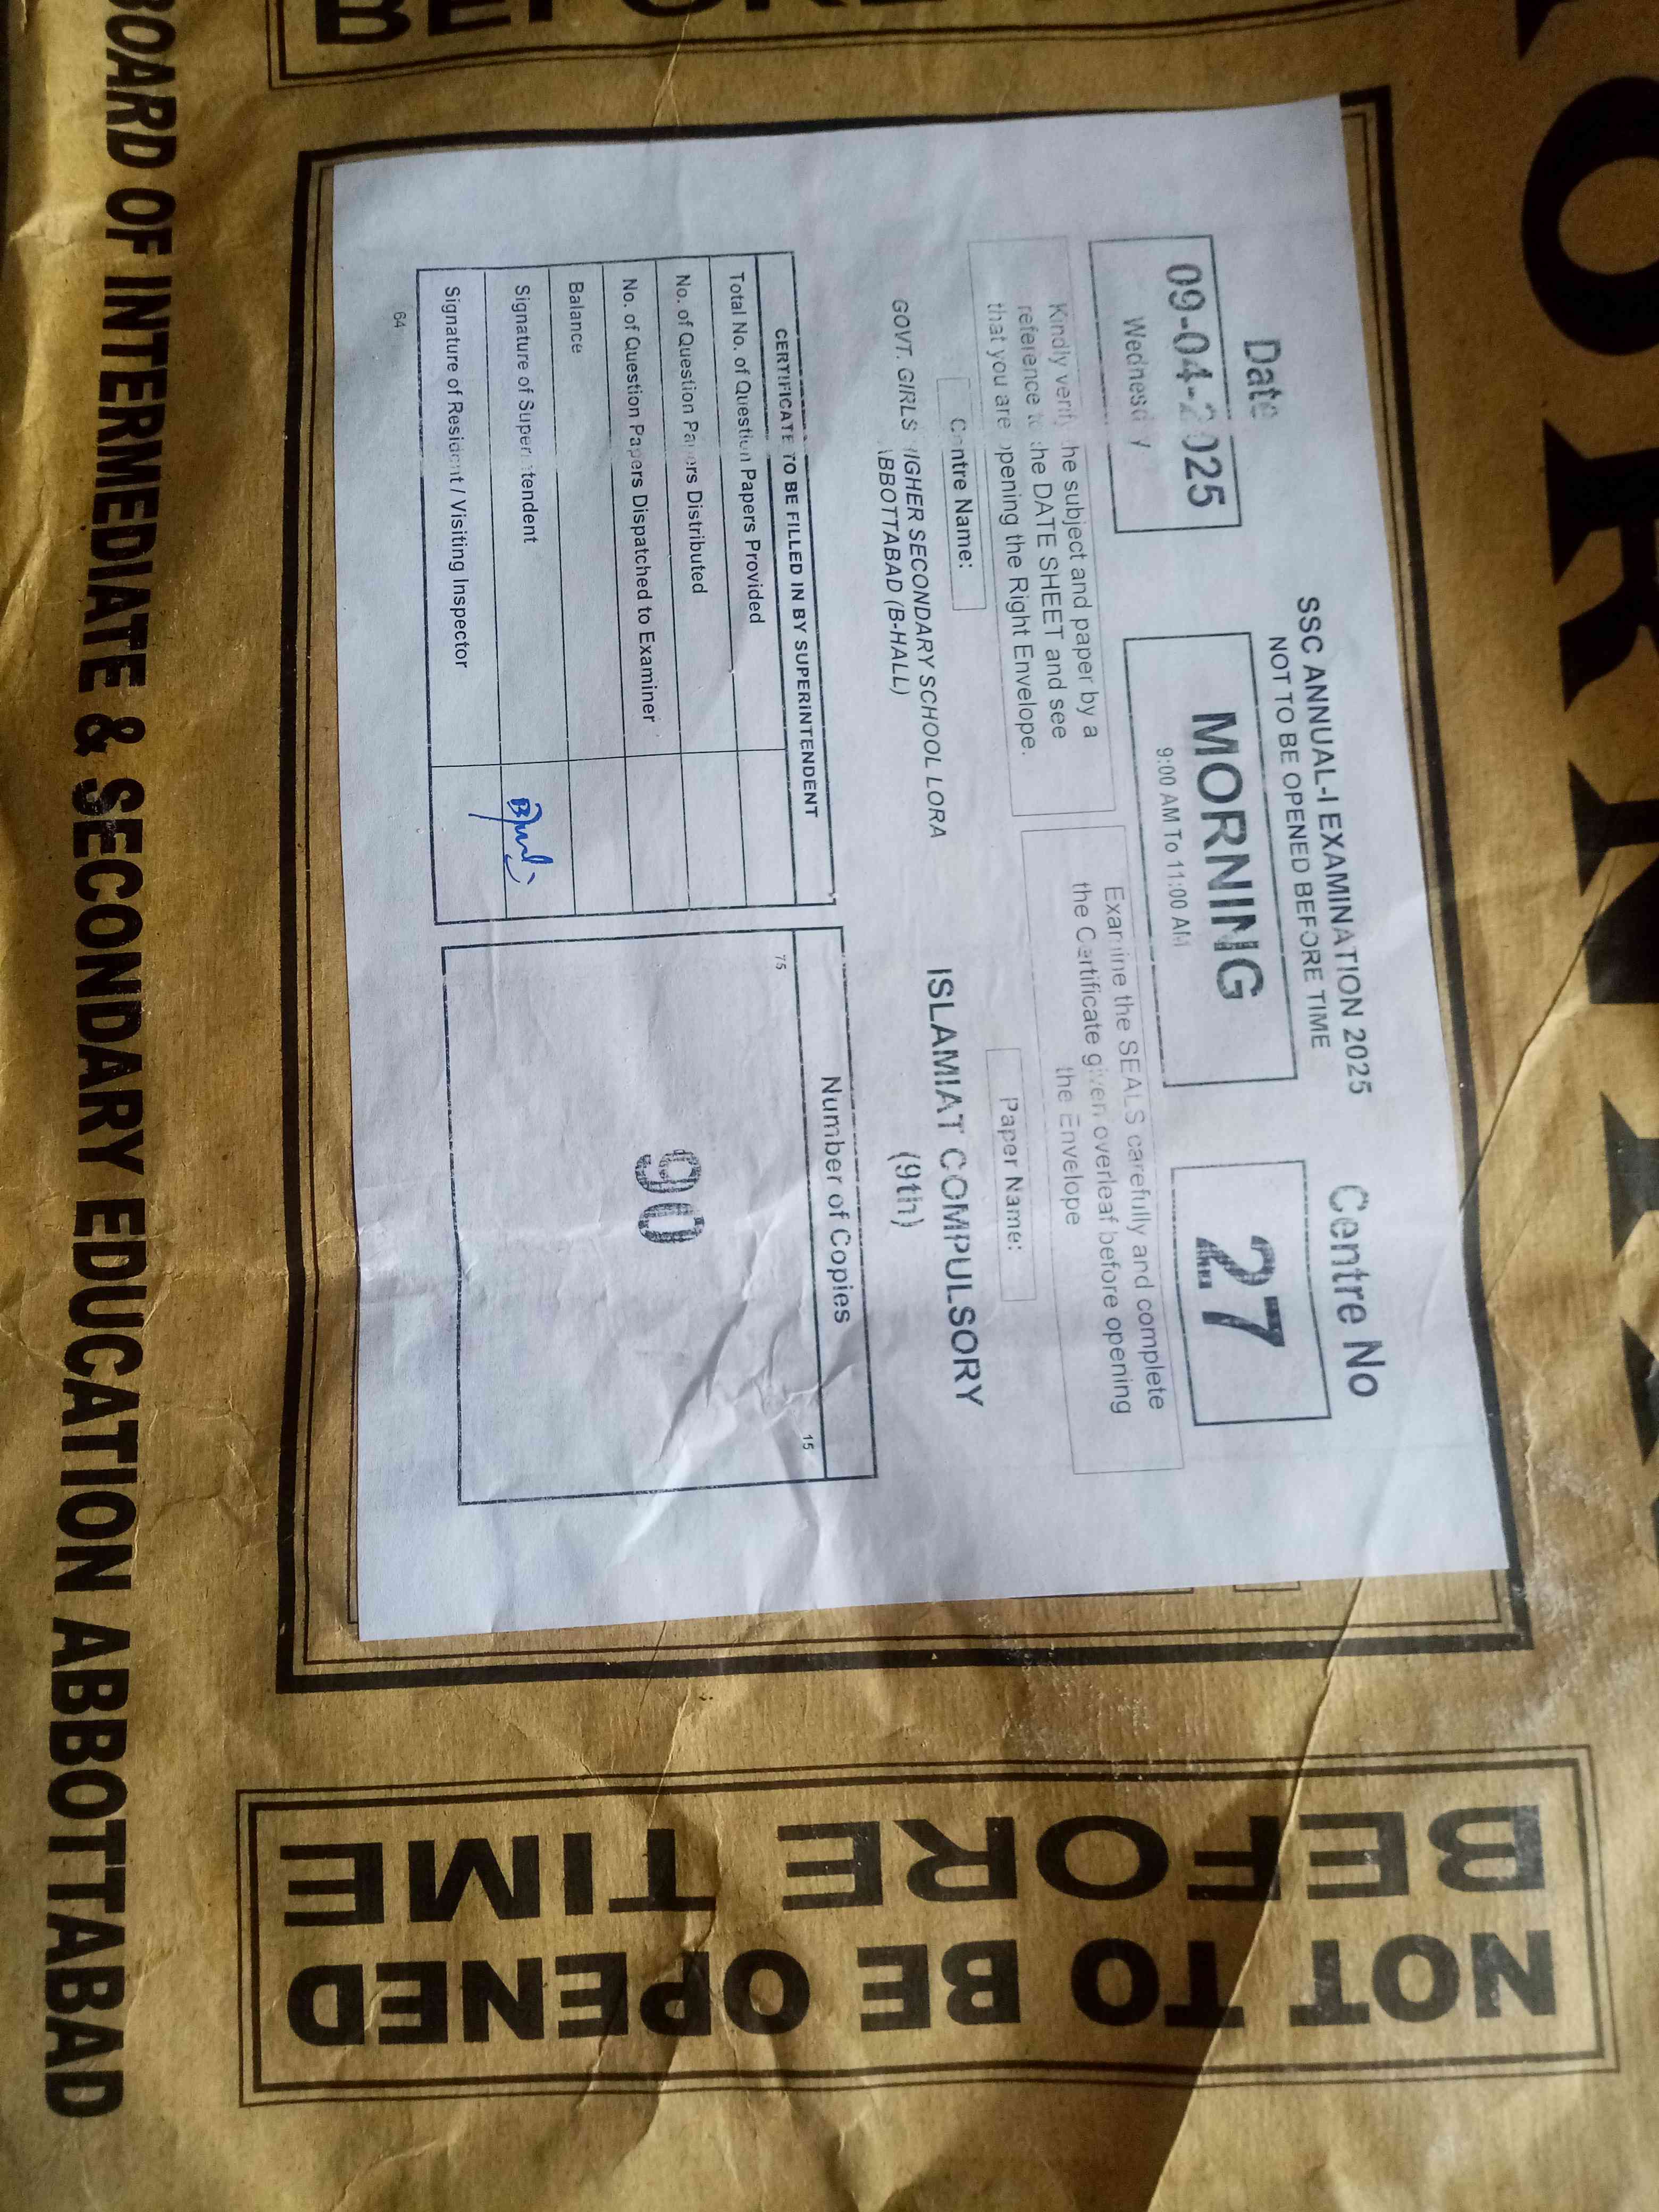 MORNING
SSC ANNUAL-I EXAMINATION 2025
NOT TO BE OPENED BEFORE TIME
Date
09-04-2025
Wednesday
MORNING
9:00 AM To 11:00 AM
Centre No
27
Kindly verify the subject and paper by a
reference to the DATE SHEET and see
that you are opening the Right Envelope.
Examine the SEALS carefully and complete
the Certificate given overleaf before opening
the Envelope
Centre Name:
Paper Name:
GOVT. GIRLS HIGHER SECONDARY SCHOOL LORA
ABBOTTABAD (B-HALL)
ISLAMIAT COMPULSORY
(9th)
CERTIFICATE TO BE FILLED IN BY SUPERINTENDENT
Total No. of Question Papers Provided
No. of Question Papers Distributed
No. of Question Papers Dispatched to Examiner
Balance
Signature of Superintendent
Signature of Resident / Visiting Inspector
64
Number of Copies
75
15
90
BOARD OF INTERMEDIATE & SECONDARY EDUCATION ABBOTTABAD
NOT TO BE OPENED
BEFORE TIME
BEFORE